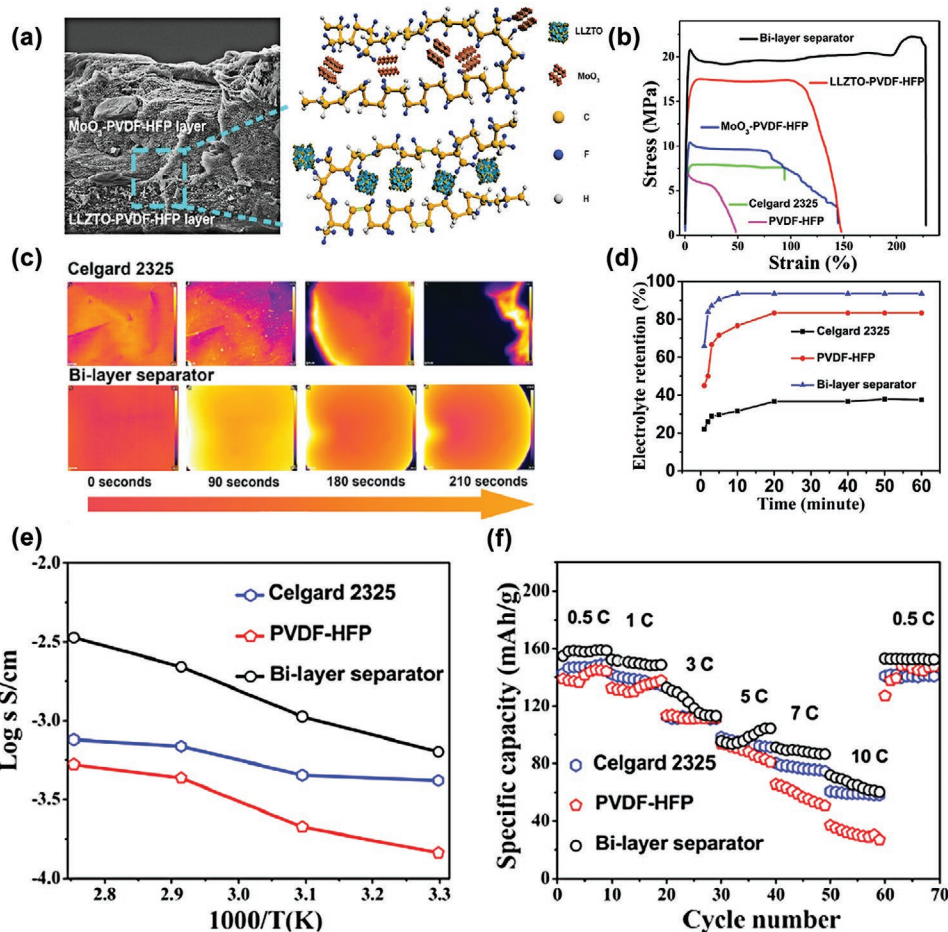 (a)
MoO3-PVDF-HFP layer
LLZTO-PVDF-HFP layer
LLZTO
MoO3
C
F
H
(b)
Stress (MPa)
20
15
10
5
0
Bi-layer separator
LLZTO-PVDF-HFP
MoO3-PVDF-HFP
Celgard 2325
PVDF-HFP
0 50 100 150 200
Strain (%)
(c)
Celgard 2325
Bi-layer separator
0 seconds 90 seconds 180 seconds 210 seconds
(d)
Electrolyte retention (%)
100
80
60
40
20
0
Celgard 2325
PVDF-HFP
Bi-layer separator
0 10 20 30 40 50 60
Time (minute)
(e)
Log s S/cm
-2.0
-2.5
-3.0
-3.5
-4.0
Celgard 2325
PVDF-HFP
Bi-layer separator
2.8 2.9 3.0 3.1 3.2 3.3
1000/T(K)
(f)
Specific capacity (mAh/g)
200
160
120
80
40
0
0.5 C
1 C
3 C
5 C
7 C
10 C
0.5 C
Celgard 2325
PVDF-HFP
Bi-layer separator
0 10 20 30 40 50 60 70
Cycle number